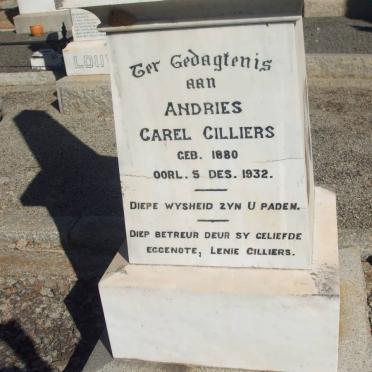 LOU
Ter Gedagtenis
aan
ANDRIES
CAREL CILLIERS
GEB. 1880
OORL. 5 DES. 1932.
DIEPE WYSHEID ZYN U PADEN.
DIEP BETREUR DEUR SY GELIEFDE
EGGENOTE, LENIE CILLIERS.